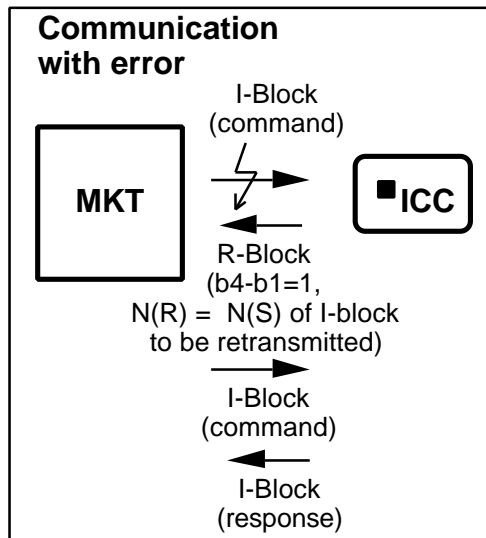 Communication
with error
I-Block
(command)
MKT
ICC
R-Block
(b4-b1=1,
N(R) = N(S) of I-block
to be retransmitted)
I-Block
(command)
I-Block
(response)